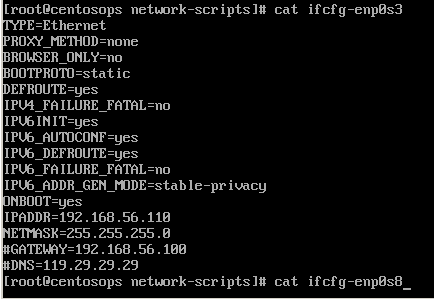 [root@centosops network-scripts]# cat ifcfg-enp0s3
TYPE=Ethernet
PROXY_METHOD=none
BROWSER_ONLY=no
BOOTPROTO=static
DEFROUTE=yes
IPV4_FAILURE_FATAL=no
IPV6INIT=yes
IPV6_AUTOCONF=yes
IPV6_DEFROUTE=yes
IPV6_FAILURE_FATAL=no
IPV6_ADDR_GEN_MODE=stable-privacy
ONBOOT=yes
IPADDR=192.168.56.110
NETMASK=255.255.255.0
#GATEWAY=192.168.56.100
#DNS=119.29.29.29
[root@centosops network-scripts]# cat ifcfg-enp0s8_